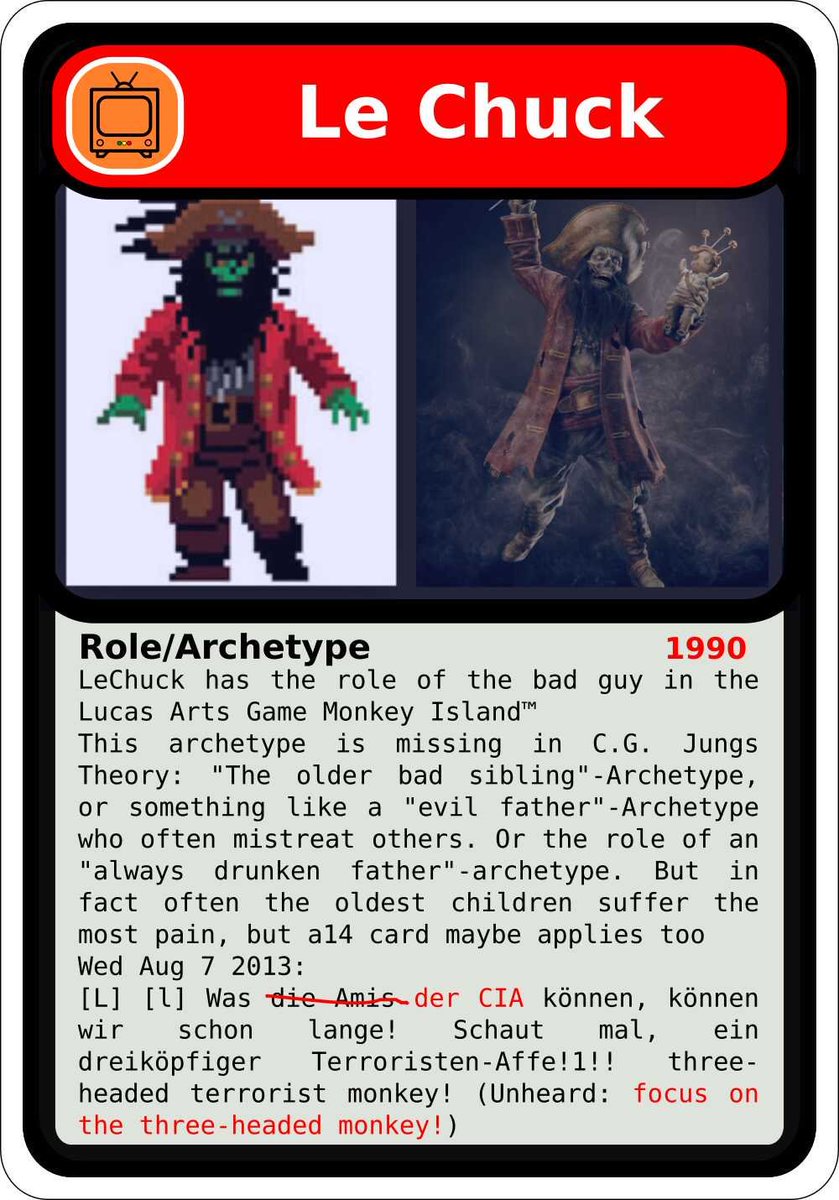 Le Chuck
Role/Archetype 1990
LeChuck has the role of the bad guy in the
Lucas Arts Game Monkey Island™
This archetype is missing in C.G. Jungs
Theory: "The older bad sibling"-Archetype,
or something like a "evil father"-Archetype
who often mistreat others. Or the role of an
"always drunken father"-archetype. But in
fact often the oldest children suffer the
most pain, but a14 card maybe applies too
Wed Aug 7 2013:
[L] [l] Was die Amis der CIA können, können
wir schon lange! Schaut mal, ein
dreiköpfiger Terroristen-Affe!1!! three-
headed terrorist monkey! (Unheard: focus on
the three-headed monkey!)